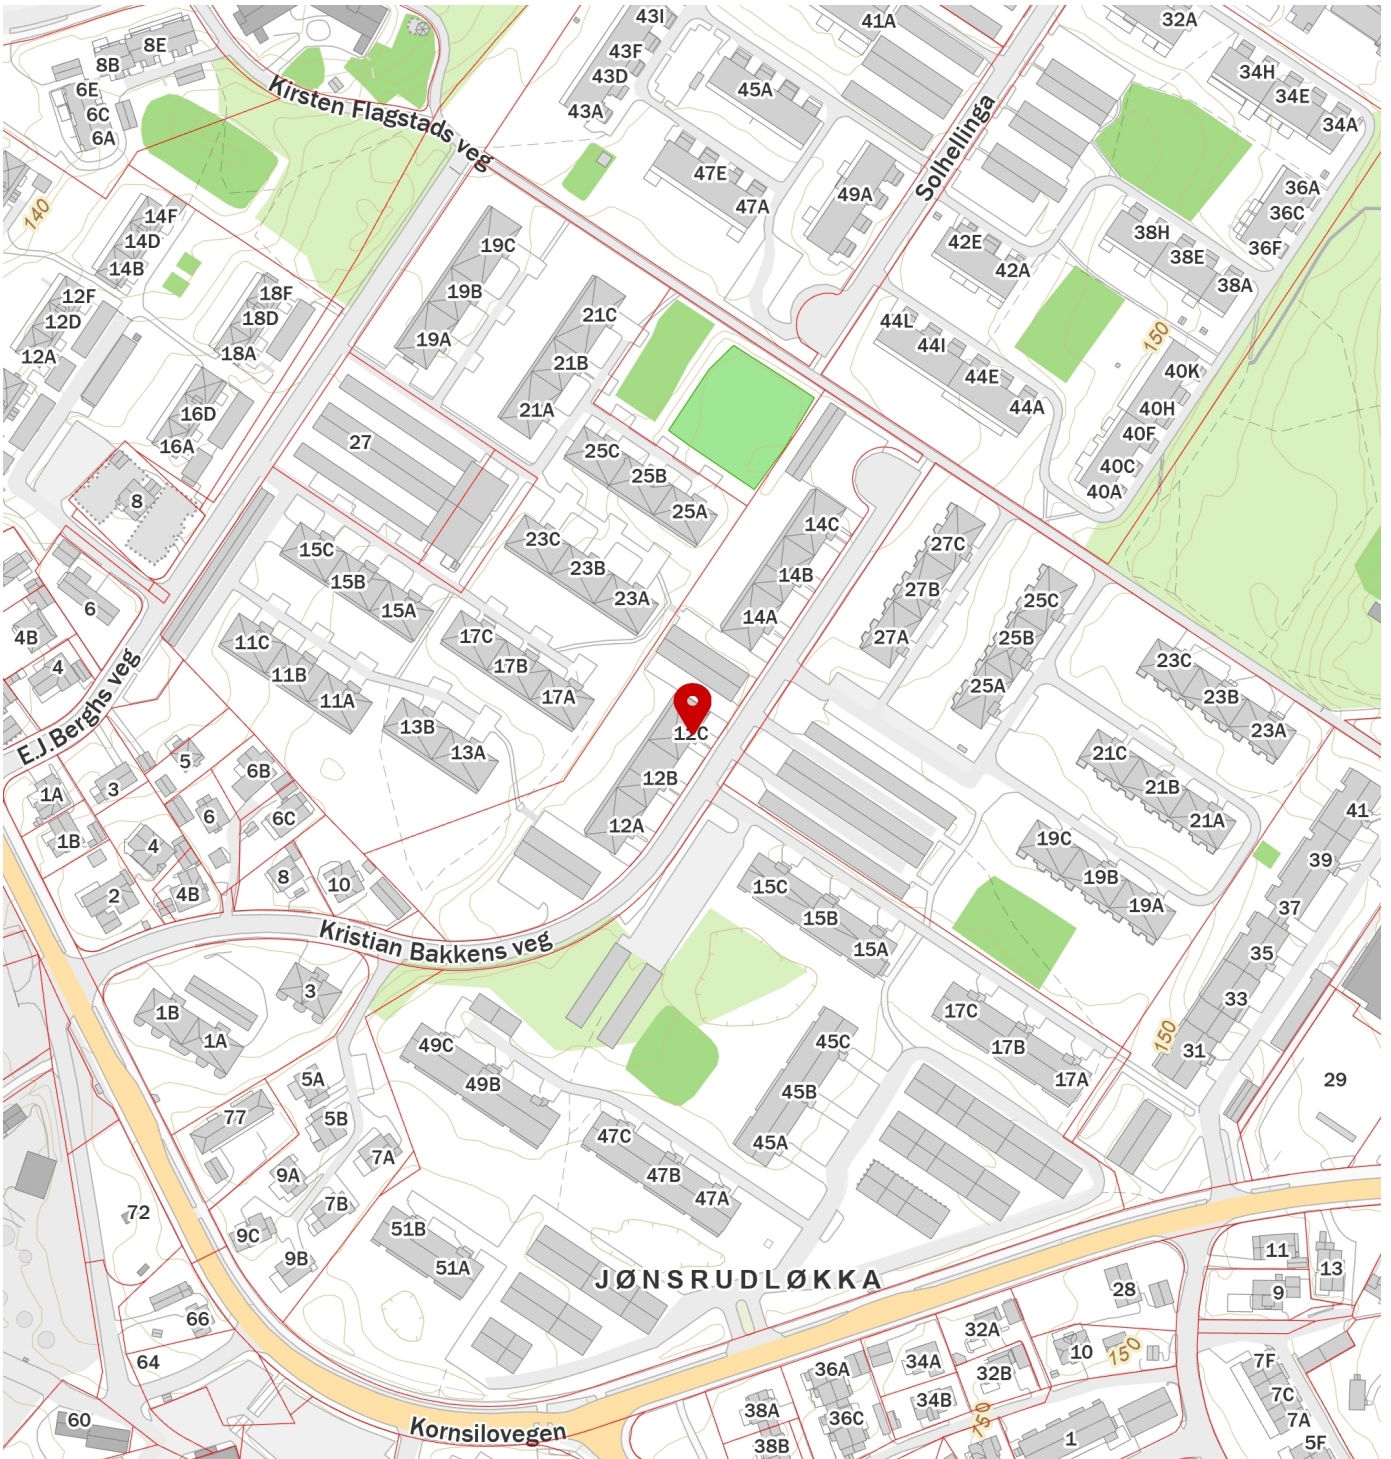 43I
41A
32A
8E
8B
43F
34H
6E
43D
45A
34E
Kirsten Flagstads veg
6C
43A
34A
6A
Solhellinga
47E
49A
36A
140
14F
47A
36C
14D
19C
42E
38H
36F
14B
38E
42A
38A
12F
18F
19B
12D
18D
21C
44L
150
12A
18A
19A
44I
21B
40K
44E
16D
21A
44A
40H
27
40F
16A
25C
25B
40C
8
40A
25A
14C
15C
23C
27C
15B
23B
14B
27B
25C
6
15A
23A
14A
4B
11C
17C
27A
25B
4
11B
17B
25A
23C
11A
17A
23B
E.J.Berghs veg
13B
12C
23A
5
13A
21C
6B
12B
21B
1A
3
6
6C
12A
21A
41
1B
4
19C
39
8
10
15C
19B
2
4B
15B
19A
37
Kristian Bakkens veg
15A
35
3
1B
17C
33
1A
49C
45C
17B
31
5A
49B
45B
17A
29
77
5B
47C
45A
7A
9A
47B
150
7B
47A
72
51B
9C
9B
51A
11
JØNSRUDLØKKA
13
28
9
66
32A
64
36A
34A
10
150
32B
7F
34B
7C
60
38A
36C
150
7A
Kornsilovegen
38B
1
5F